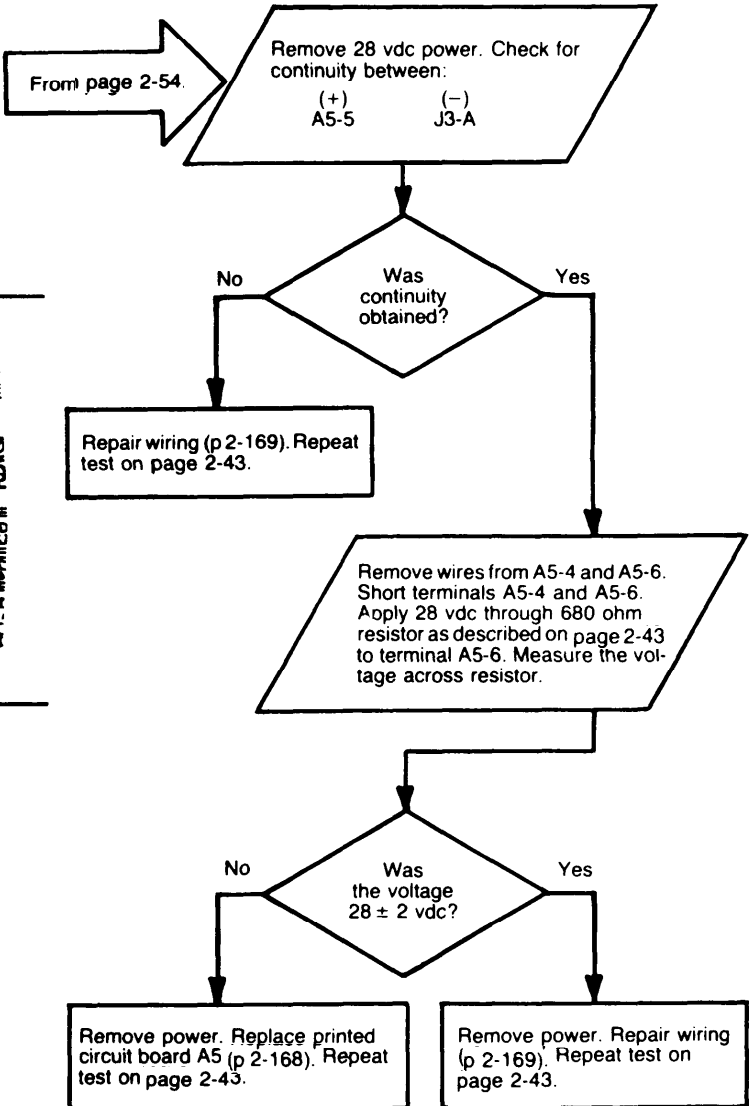 From page 2-54.
Remove 28 vdc power. Check for
continuity between:
(+) (−)
A5-5 J3-A
Was
continuity
obtained?
No
Yes
Repair wiring (p 2-169). Repeat
test on page 2-43.
Remove wires from A5-4 and A5-6.
Short terminals A5-4 and A5-6.
Apply 28 vdc through 680 ohm
resistor as described on page 2-43
to terminal A5-6. Measure the vol-
tage across resistor.
Was
the voltage
28 ± 2 vdc?
No
Yes
Remove power. Replace printed
circuit board A5 (p 2-168). Repeat
test on page 2-43.
Remove power. Repair wiring
(p 2-169). Repeat test on
page 2-43.